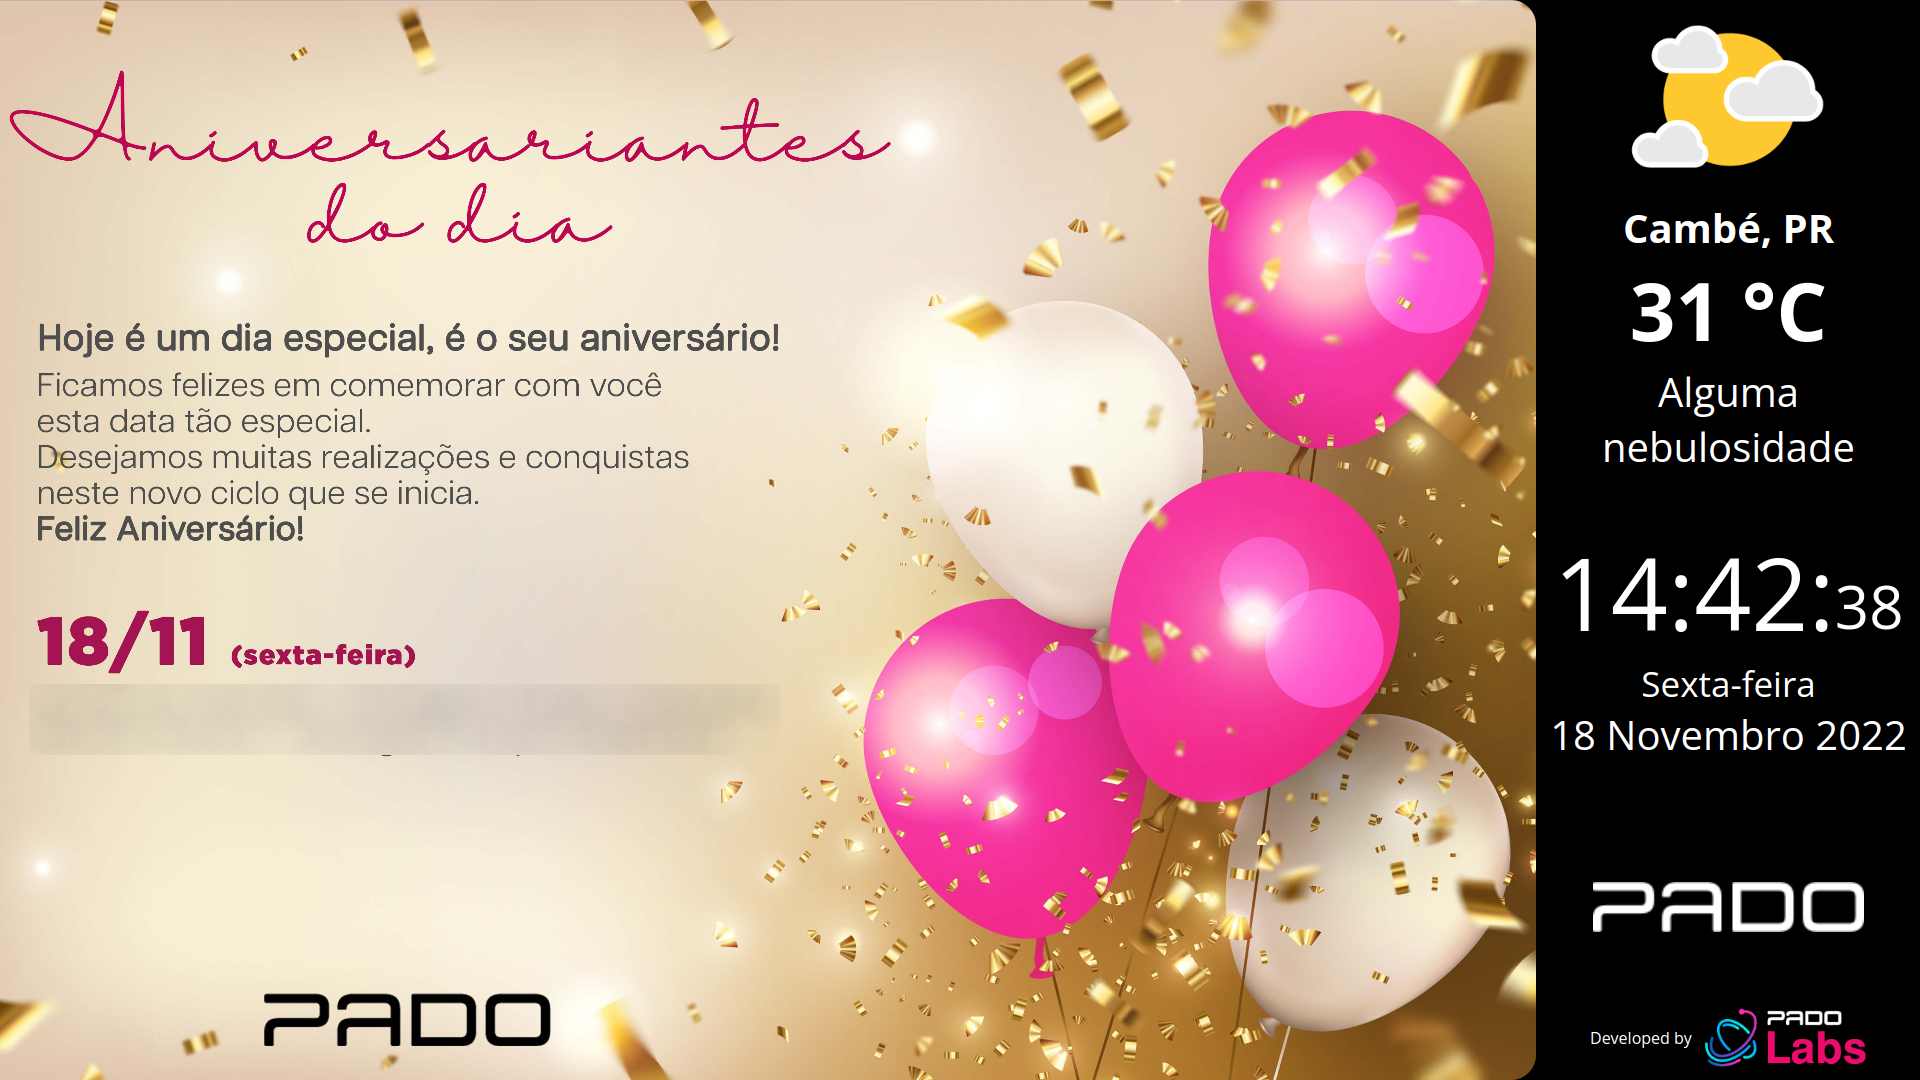 Aniversariantes
do dia
Hoje é um dia especial, é o seu aniversário!
Ficamos felizes em comemorar com você
esta data tão especial.
Desejamos muitas realizações e conquistas
neste novo ciclo que se inicia.
Feliz Aniversário!
18/11 (sexta-feira)
PADO
Cambé, PR
31 °C
Alguma
nebulosidade
14:42:38
Sexta-feira
18 Novembro 2022
PADO
Developed by PADO Labs